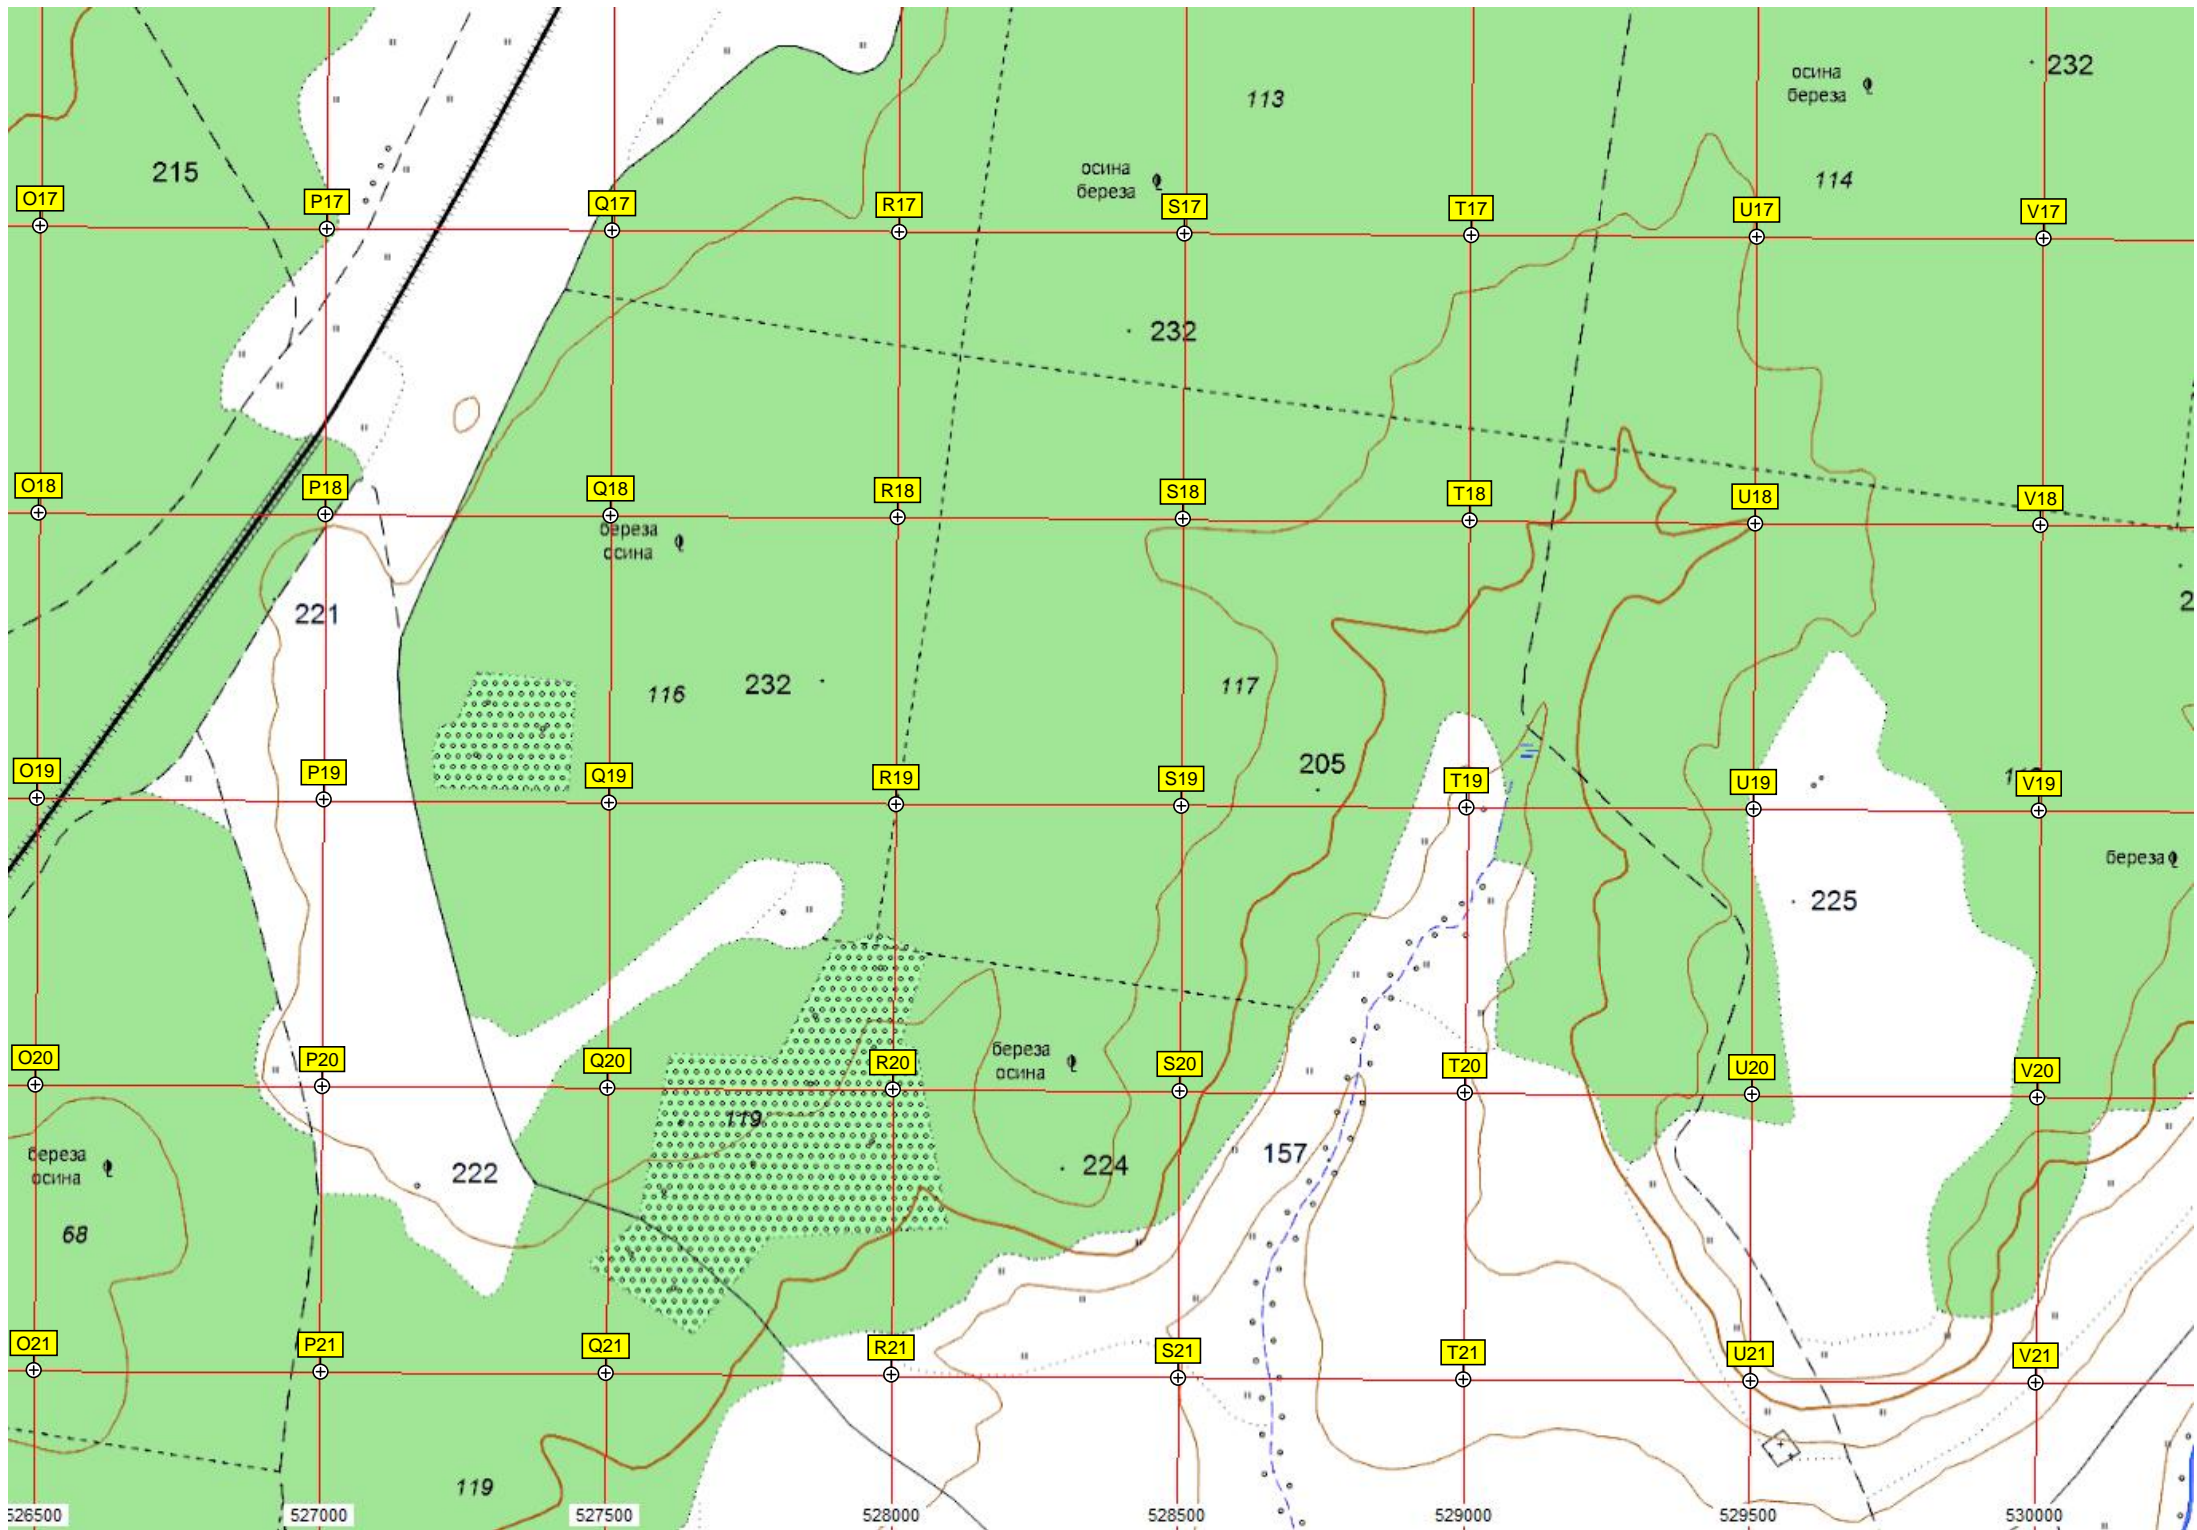 232
осина
береза
113
осина
береза
114
215
O17
P17
Q17
R17
S17
T17
U17
V17
232
O18
P18
Q18
R18
S18
T18
U18
V18
береза
осина
221
116
232
117
205
O19
P19
Q19
R19
S19
T19
U19
V19
береза
225
береза
осина
O20
P20
Q20
R20
S20
T20
U20
V20
119
береза
осина
222
224
157
68
O21
P21
Q21
R21
S21
T21
U21
V21
119
526500
527000
527500
528000
528500
529000
529500
530000